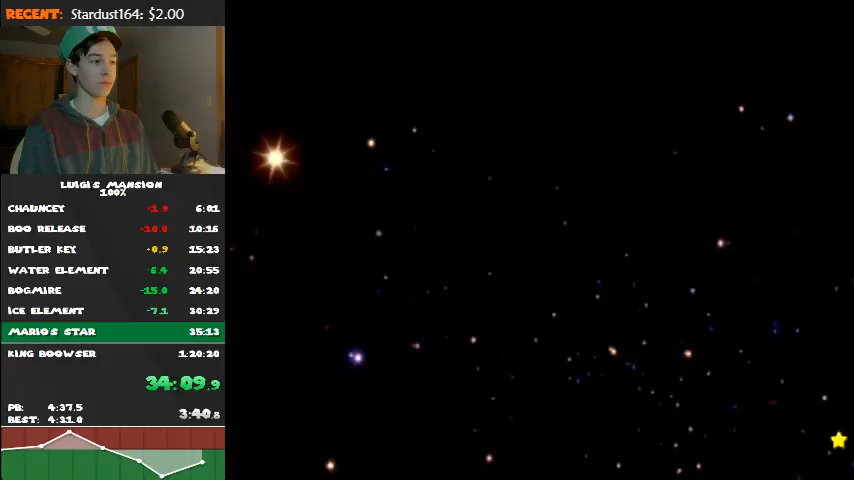 RECENT: Stardust164: $2.00
LUIGI'S MANSION
100%
CHAUNCEY +1.9 6:01
BOO RELEASE -10.0 10:16
BUTLER KEY +0.9 15:23
WATER ELEMENT -6.4 20:55
BOGMIRE -15.0 24:20
ICE ELEMENT -7.1 30:29
MARIO'S STAR 35:13
KING BOOWSER 1:20:20
34:09.9
PB: 4:37.5 3:40.8
BEST: 4:31.0